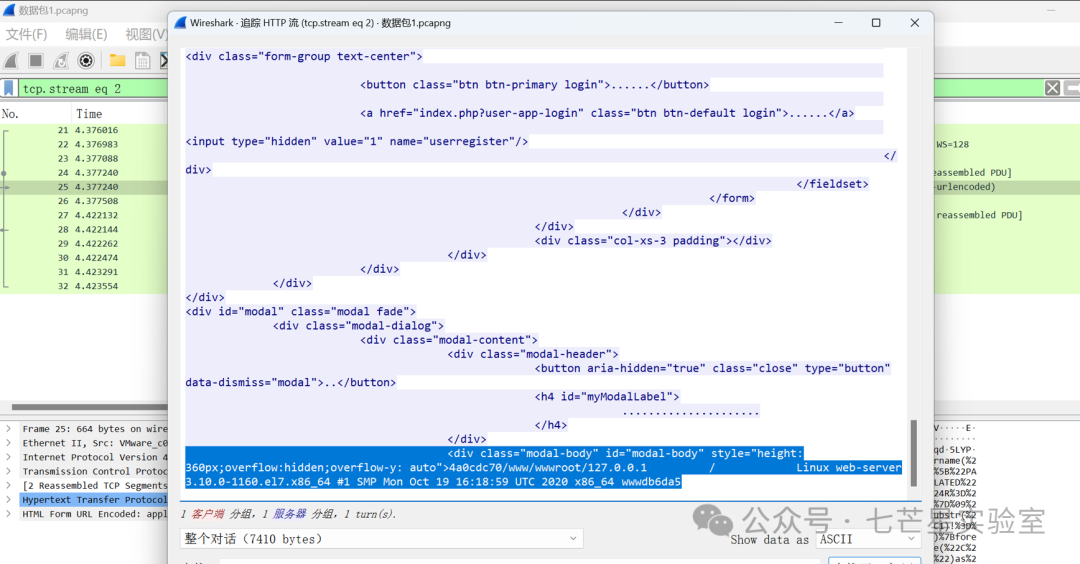 数据包1.pcapng
Wireshark · 追踪 HTTP 流 (tcp.stream eq 2) · 数据包1.pcapng
文件(F) 编辑(E) 视图(V)
tcp.stream eq 2
No. Time
21 4.376016
22 4.376983
23 4.377088
24 4.377240
25 4.377240
26 4.377508
27 4.422132
28 4.422144
29 4.422262
30 4.422474
31 4.423291
32 4.423554
WS=128
reassembled PDU]
-urlencoded)
reassembled PDU]
<div class="form-group text-center">
<button class="btn btn-primary login">......</button>
<a href="index.php?user-app-login" class="btn btn-default login">......</a>
<input type="hidden" value="1" name="userregister"/>
</
div>
</fieldset>
</form>
</div>
</div>
<div class="col-xs-3 padding"></div>
</div>
</div>
</div>
</div>
<div id="modal" class="modal fade">
<div class="modal-dialog">
<div class="modal-content">
<div class="modal-header">
<button aria-hidden="true" class="close" type="button"
data-dismiss="modal">..</button>
<h4 id="myModalLabel">
.....................
</h4>
</div>
<div class="modal-body" id="modal-body" style="height:
360px;overflow:hidden;overflow-y: auto">4a0cdc70/www/wwwroot/127.0.0.1 / Linux web-server
3.10.0-1160.el7.x86_64 #1 SMP Mon Oct 19 16:18:59 UTC 2020 x86_64 wwwdb6da5
Frame 25: 664 bytes on wire
Ethernet II, Src: VMware_c0
Internet Protocol Version 4
Transmission Control Protoc
[2 Reassembled TCP Segments
Hypertext Transfer Protocol
HTML Form URL Encoded: appl
V·····E·
········
qd·5LYP·
rname(%2
%5B%22PA
LATED%22
24R%3D%2
%7D%09%2
ubstr(%2
C1)!%3D%
)%7Bfore
e(%22C%2
(%22)as%2
1 客户端 分组, 1 服务器 分组, 1 turn(s).
整个对话 (7410 bytes)
Show data as ASCII
公众号 · 七芒星实验室